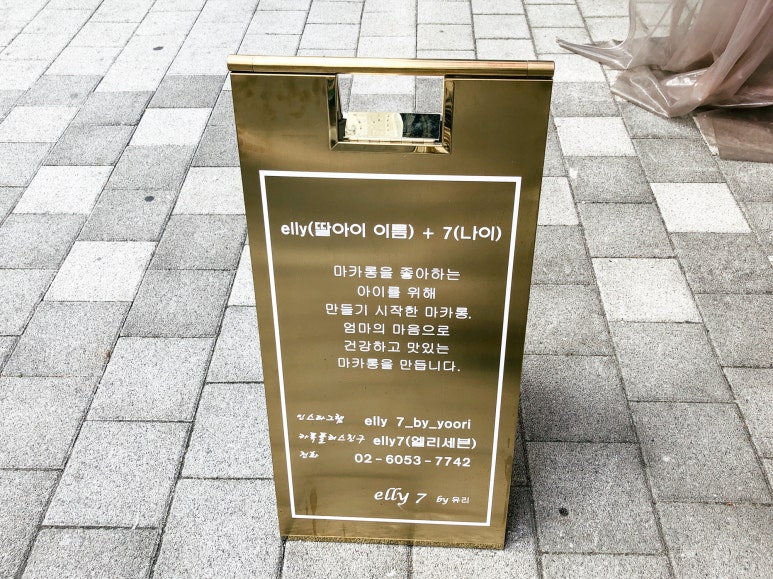 elly(딸아이 이름) + 7(나이)
마카롱을 좋아하는
아이를 위해
만들기 시작한 마카롱.
엄마의 마음으로
건강하고 맛있는
마카롱을 만듭니다.
인스타그램 elly 7_by_yoori
카톡플러스친구 elly7(엘리세븐)
전화 02-6053-7742
elly 7 by 유리